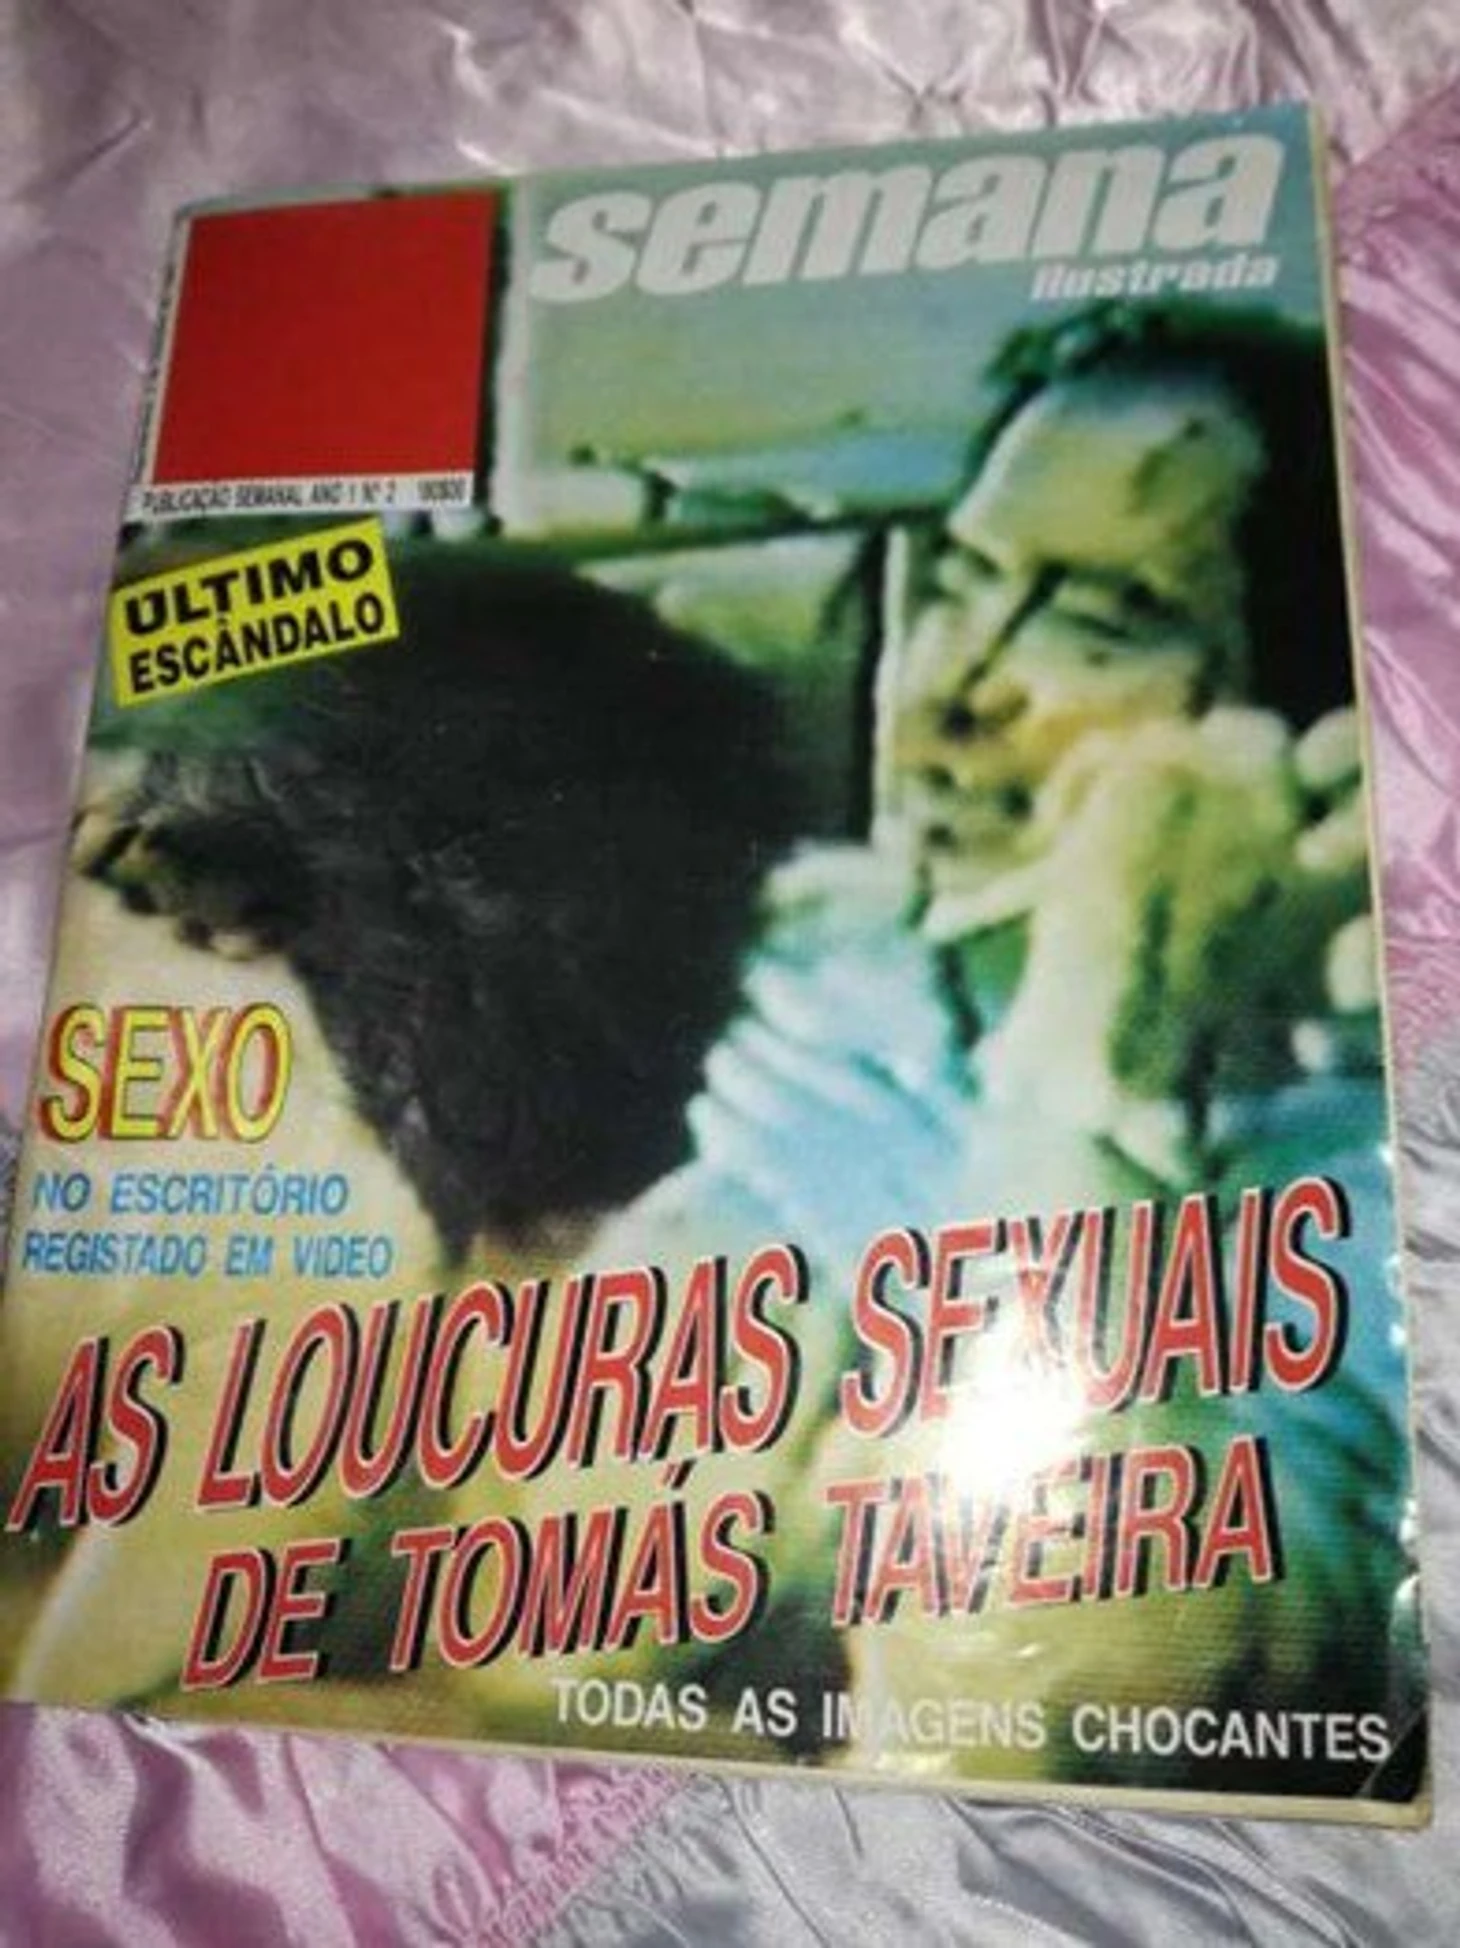 semana
ilustrada
PUBLICAÇÃO SEMANAL ANO 1 Nº 2
ÚLTIMO
ESCÂNDALO
SEXO
NO ESCRITÓRIO
REGISTADO EM VIDEO
AS LOUCURAS SEXUAIS
DE TOMÁS TAVEIRA
TODAS AS IMAGENS CHOCANTES